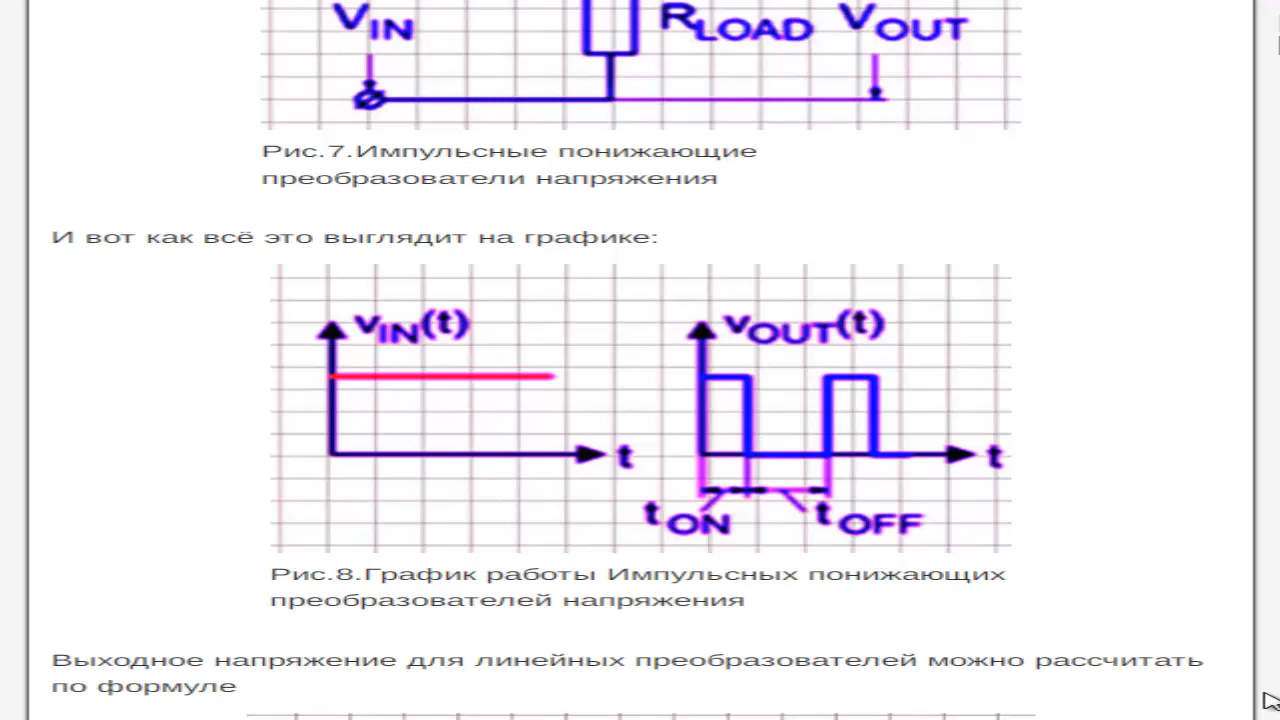 VIN RLOAD VOUT
Рис.7.Импульсные понижающие
преобразователи напряжения
И вот как всё это выглядит на графике:
vIN(t) vOUT(t)
t t
tON tOFF
Рис.8.График работы Импульсных понижающих
преобразователей напряжения
Выходное напряжение для линейных преобразователей можно рассчитать
по формуле